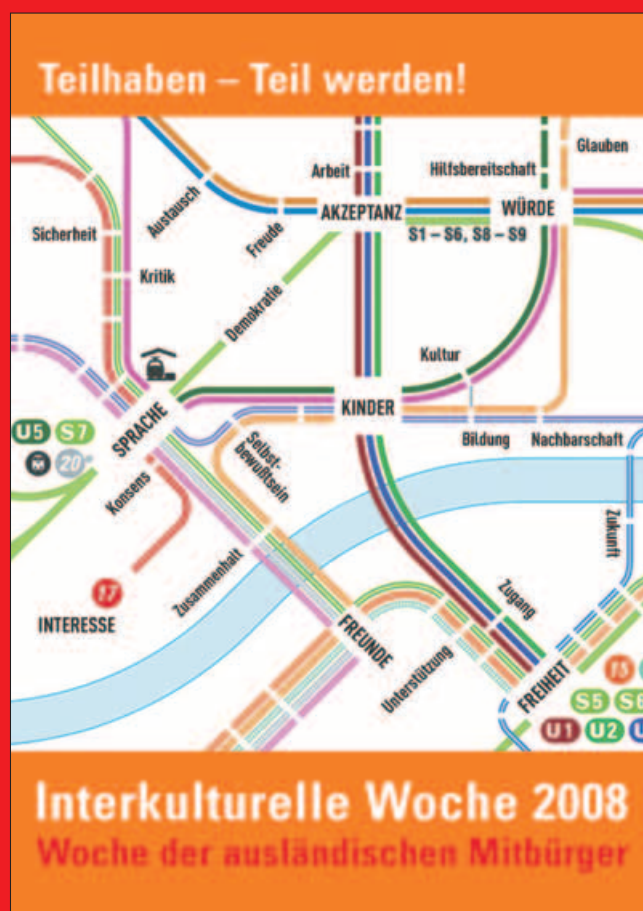 Teilhaben – Teil werden!
Glauben
Arbeit
Hilfsbereitschaft
Austausch
AKZEPTANZ
WÜRDE
Sicherheit
Freude
S1 – S6, S8 – S9
Kritik
Demokratie
Kultur
SPRACHE
KINDER
U5 S7
20
Selbst-
bewußtsein
Bildung
Nachbarschaft
Konsens
Zukunft
Zusammenhalt
17
INTERESSE
Zugang
FREUNDE
Unterstützung
FREIHEIT
15
S5
U1 U2
Interkulturelle Woche 2008
Woche der ausländischen Mitbürger